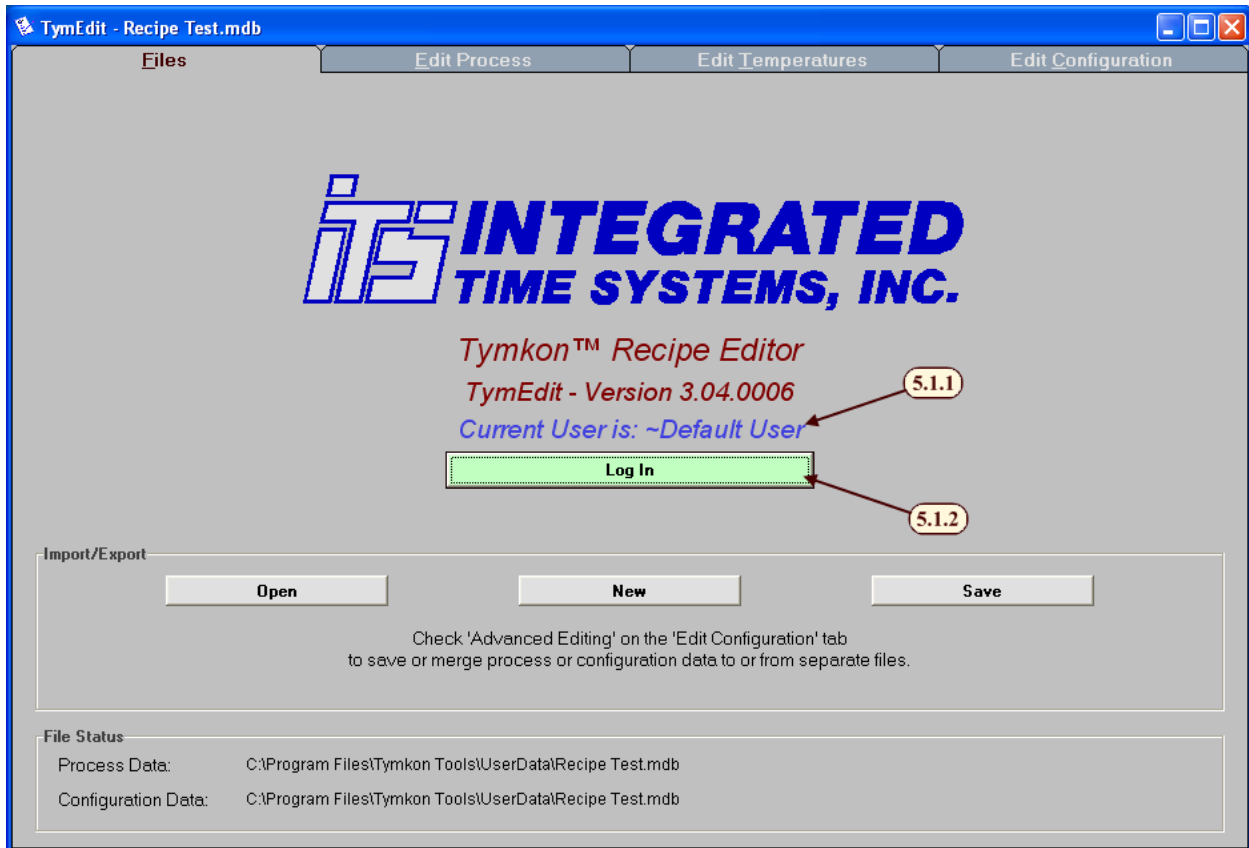 TymEdit - Recipe Test.mdb
Files Edit Process Edit Temperatures Edit Configuration
iTS INTEGRATED
TIME SYSTEMS, INC.
Tymkon™ Recipe Editor
TymEdit - Version 3.04.0006
5.1.1
Current User is: ~Default User
Log In
5.1.2
Import/Export
Open New Save
Check 'Advanced Editing' on the 'Edit Configuration' tab
to save or merge process or configuration data to or from separate files.
File Status
Process Data: C:\Program Files\Tymkon Tools\UserData\Recipe Test.mdb
Configuration Data: C:\Program Files\Tymkon Tools\UserData\Recipe Test.mdb